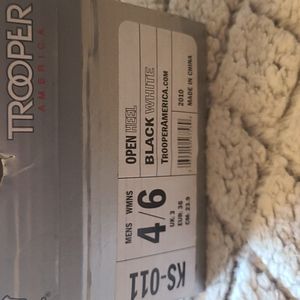 TROOPER
AMERICA
OPEN HEEL
BLACK WHITE
TROOPERAMERICA.COM
2010
MADE IN CHINA
MENS WMNS
4/6
UK. 3
EUR. 36
CM. 23.9
KS-011